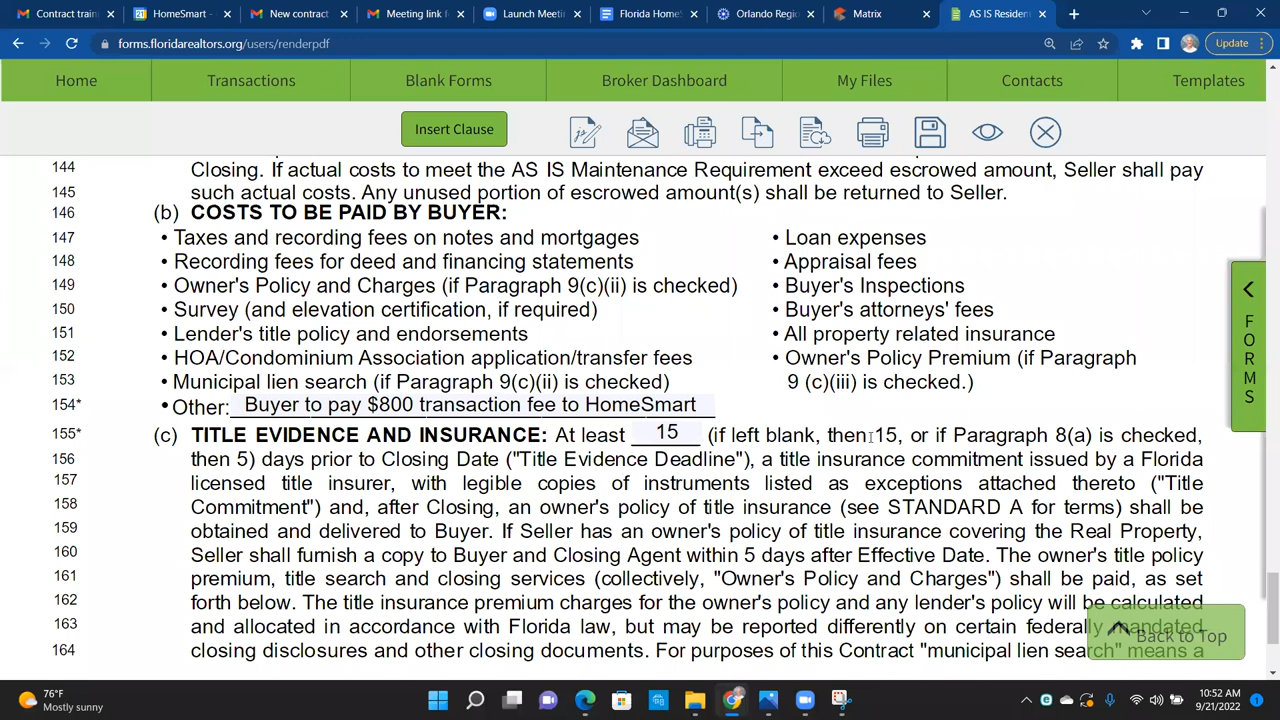 Contract train
HomeSmart -
New contract
Meeting link f
Launch Meeti
Florida HomeS
Orlando Regio
Matrix
AS IS Residen
forms.floridarealtors.org/users/renderpdf
Update
Home
Transactions
Blank Forms
Broker Dashboard
My Files
Contacts
Templates
Insert Clause
144 Closing. If actual costs to meet the AS IS Maintenance Requirement exceed escrowed amount, Seller shall pay
145 such actual costs. Any unused portion of escrowed amount(s) shall be returned to Seller.
146 (b) COSTS TO BE PAID BY BUYER:
147 • Taxes and recording fees on notes and mortgages • Loan expenses
148 • Recording fees for deed and financing statements • Appraisal fees
149 • Owner's Policy and Charges (if Paragraph 9(c)(ii) is checked) • Buyer's Inspections
150 • Survey (and elevation certification, if required) • Buyer's attorneys' fees
151 • Lender's title policy and endorsements • All property related insurance
152 • HOA/Condominium Association application/transfer fees • Owner's Policy Premium (if Paragraph
153 • Municipal lien search (if Paragraph 9(c)(ii) is checked) 9 (c)(iii) is checked.)
154* • Other: Buyer to pay $800 transaction fee to HomeSmart
155* (c) TITLE EVIDENCE AND INSURANCE: At least 15 (if left blank, then 15, or if Paragraph 8(a) is checked,
156 then 5) days prior to Closing Date ("Title Evidence Deadline"), a title insurance commitment issued by a Florida
157 licensed title insurer, with legible copies of instruments listed as exceptions attached thereto ("Title
158 Commitment") and, after Closing, an owner's policy of title insurance (see STANDARD A for terms) shall be
159 obtained and delivered to Buyer. If Seller has an owner's policy of title insurance covering the Real Property,
160 Seller shall furnish a copy to Buyer and Closing Agent within 5 days after Effective Date. The owner's title policy
161 premium, title search and closing services (collectively, "Owner's Policy and Charges") shall be paid, as set
162 forth below. The title insurance premium charges for the owner's policy and any lender's policy will be calculated
163 and allocated in accordance with Florida law, but may be reported differently on certain federally mandated
164 closing disclosures and other closing documents. For purposes of this Contract "municipal lien search" means a
FORMS
Back to Top
76°F
Mostly sunny
10:52 AM
9/21/2022